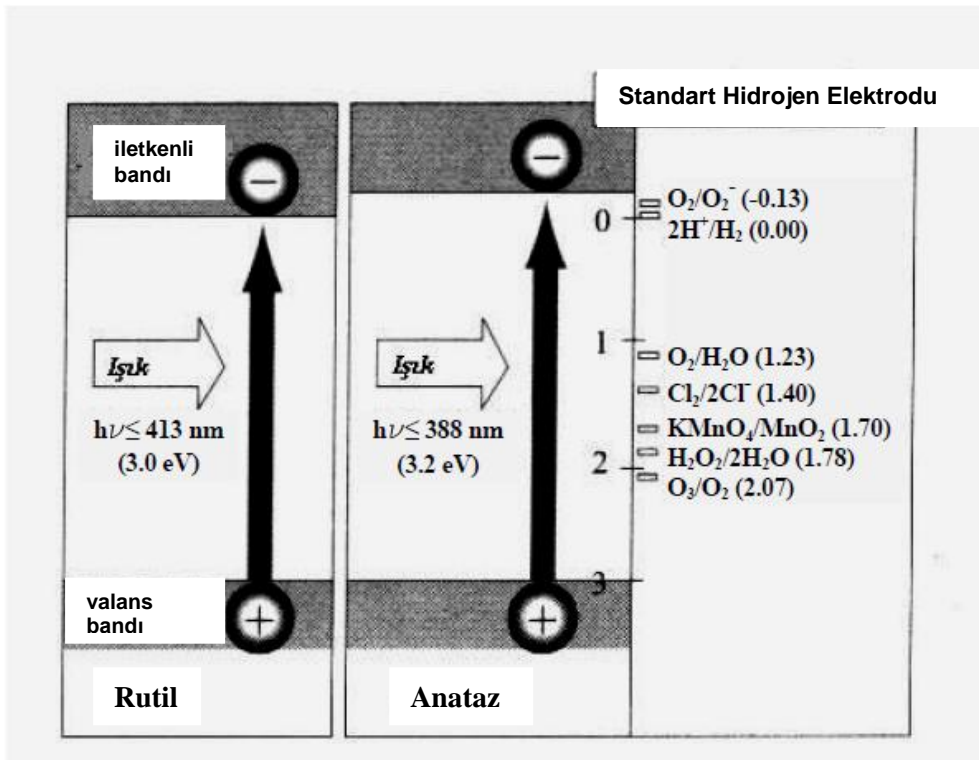 Standart Hidrojen Elektrodu
iletkenli
bandı
O₂/O₂⁻ (-0.13)
0
2H⁺/H₂ (0.00)
1
O₂/H₂O (1.23)
Cl₂/2Cl⁻ (1.40)
KMnO₄/MnO₂ (1.70)
H₂O₂/2H₂O (1.78)
2
O₃/O₂ (2.07)
3
Işık
hν≤ 413 nm
(3.0 eV)
Işık
hν≤ 388 nm
(3.2 eV)
valans
bandı
Rutil
Anataz